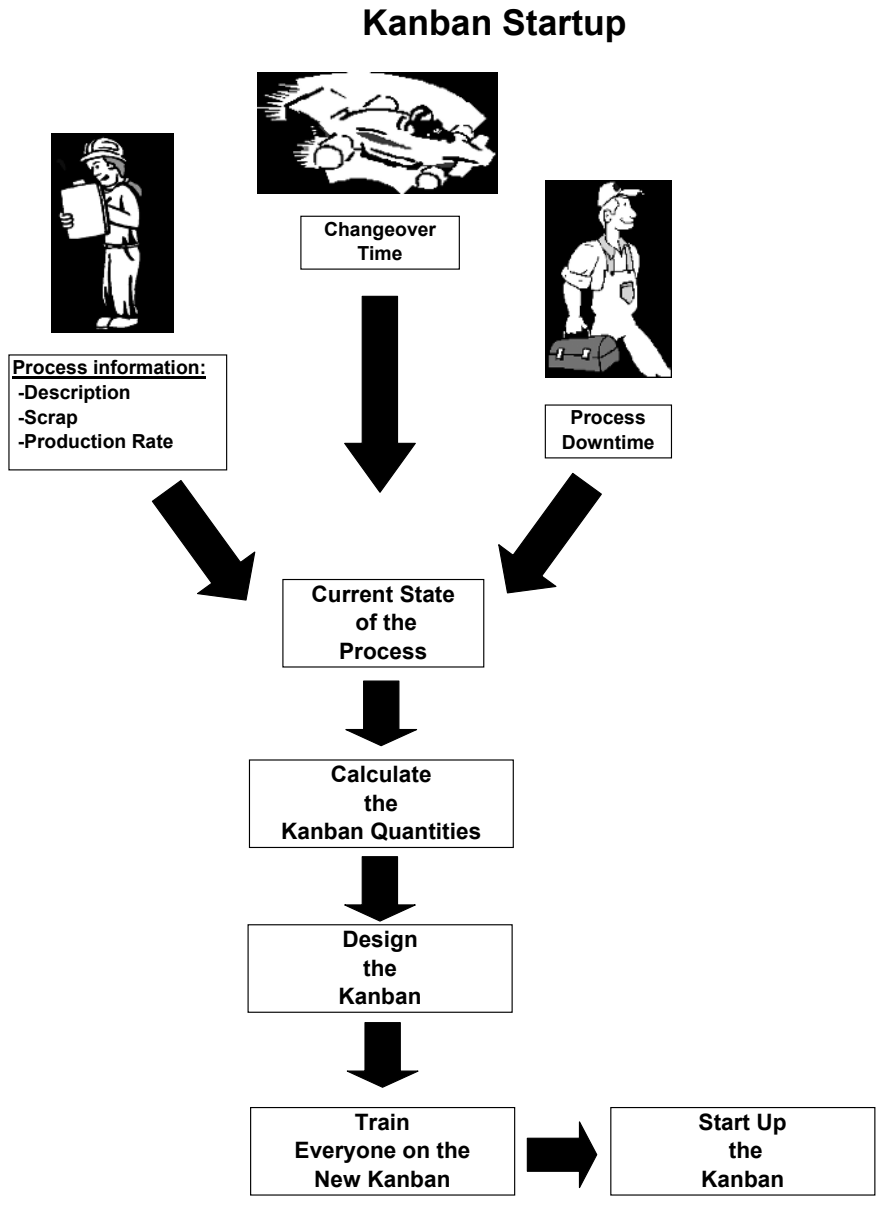 Kanban Startup
Changeover
Time
Process information:
-Description
-Scrap
-Production Rate
Process
Downtime
Current State
of the
Process
Calculate
the
Kanban Quantities
Design
the
Kanban
Train
Everyone on the
New Kanban
Start Up
the
Kanban